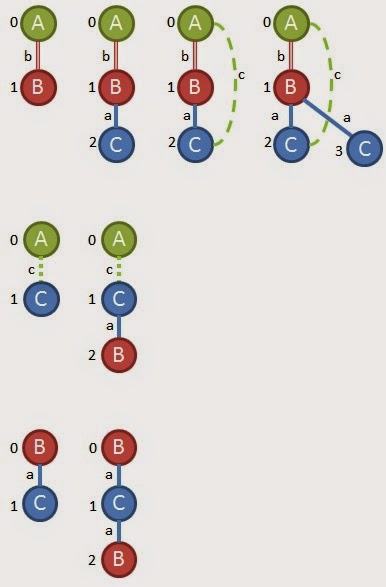 0 A 0 A 0 A 0 A
b b b c b c
1 B 1 B 1 B 1 B
a a a a
2 C 2 C 2 C 3 C
0 A 0 A
c c
1 C 1 C
a
2 B
0 B 0 B
a a
1 C 1 C
a
2 B